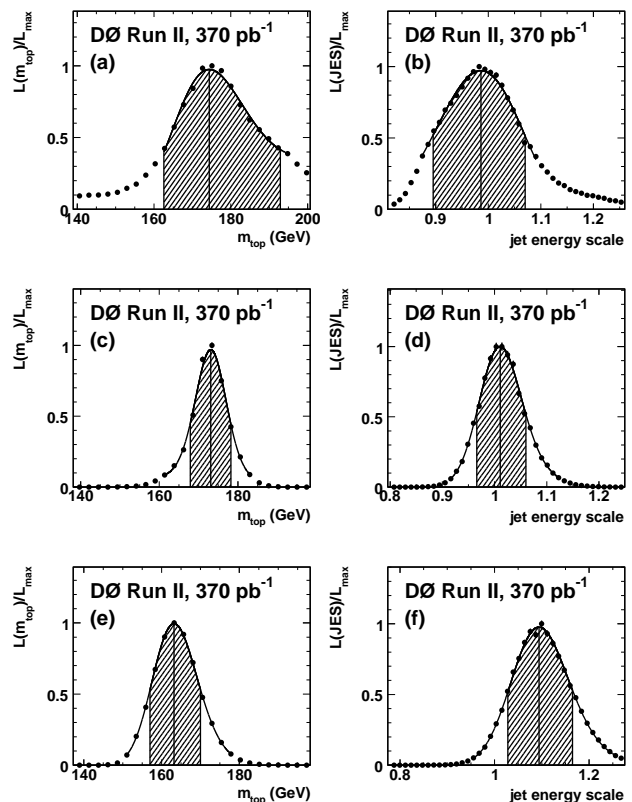 DØ Run II, 370 pb⁻¹
(a)
L(m_top)/L_max
1
0.5
0
140 160 180 200
m_top (GeV)
DØ Run II, 370 pb⁻¹
(b)
L(JES)/L_max
1
0.5
0
0.9 1 1.1 1.2
jet energy scale
DØ Run II, 370 pb⁻¹
(c)
L(m_top)/L_max
1
0.5
0
140 160 180
m_top (GeV)
DØ Run II, 370 pb⁻¹
(d)
L(JES)/L_max
1
0.5
0
0.8 0.9 1 1.1 1.2
jet energy scale
DØ Run II, 370 pb⁻¹
(e)
L(m_top)/L_max
1
0.5
0
140 160 180
m_top (GeV)
DØ Run II, 370 pb⁻¹
(f)
L(JES)/L_max
1
0.5
0
0.8 1 1.2
jet energy scale